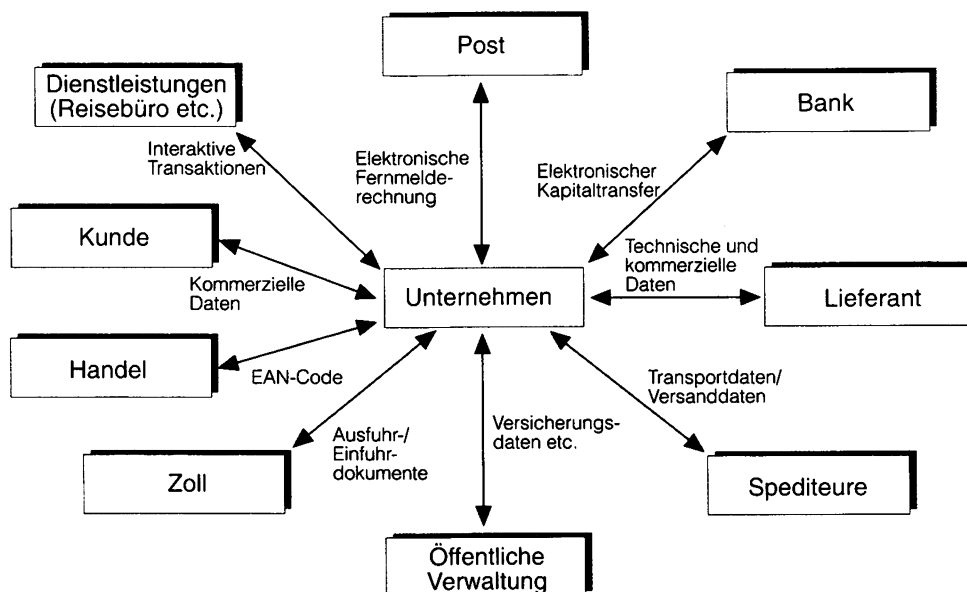 Post
Dienstleistungen
(Reisebüro etc.)
Bank
Interaktive
Transaktionen
Elektronische
Fernmelde-
rechnung
Elektronischer
Kapitaltransfer
Kunde
Technische und
kommerzielle
Daten
Kommerzielle
Daten
Unternehmen
Lieferant
Handel
EAN-Code
Transportdaten/
Versanddaten
Versicherungs-
daten etc.
Ausfuhr-/
Einfuhr-
dokumente
Zoll
Spediteure
Öffentliche
Verwaltung